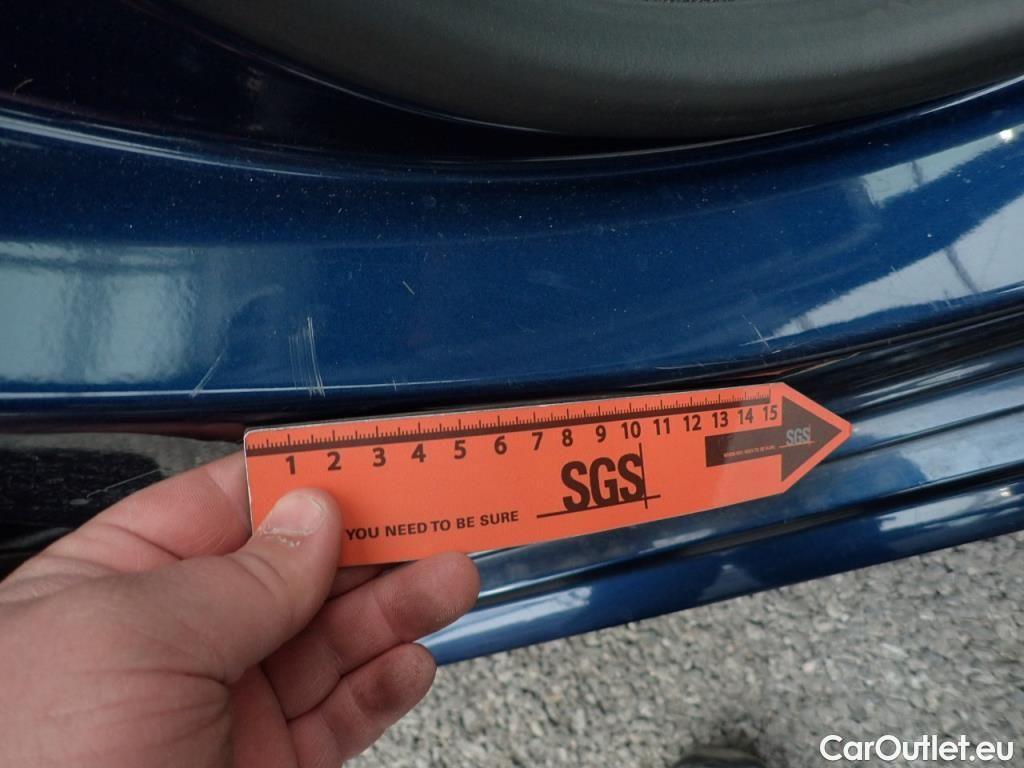 1 2 3 4 5 6 7 8 9 10 11 12 13 14 15
SGS
SGS
YOU NEED TO BE SURE
CarOutlet.eu